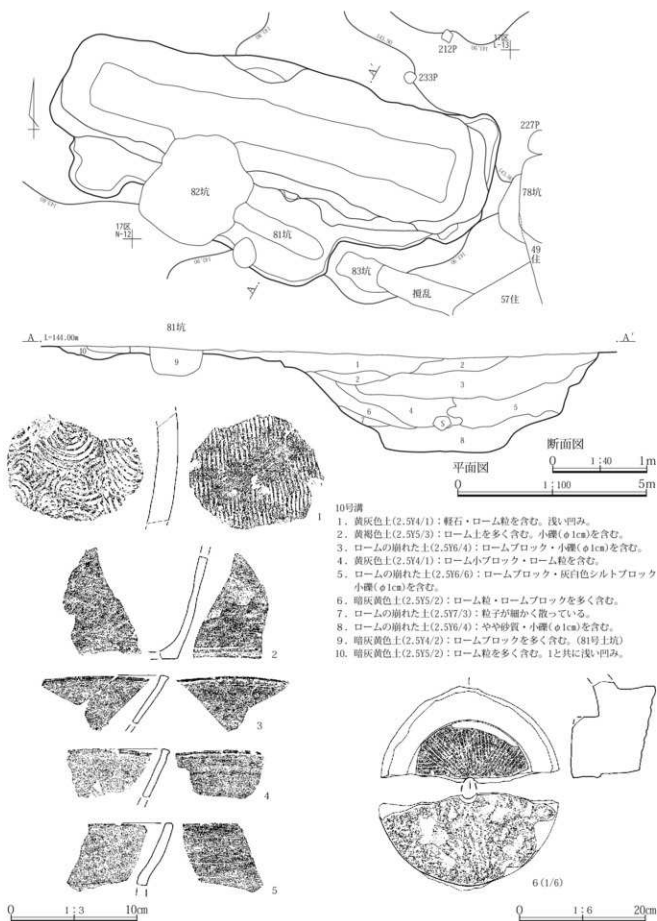 212P
17区
L-13
A'
233P
227P
78坑
82坑
81坑
17区
N-12
49
住
83坑
A
撹乱
57住
81坑
A
L=144.00m
A'
10
9
1
2
2
3
4
5
6
7
S
8
断面図
0
1:40
1m
平面図
0
1:100
5m
1
2
3
4
5
10号溝
1. 黄灰色土(2.5Y4/1):軽石・ローム粒を含む。浅い凹み。
2. 黄褐色土(2.5Y5/3):ローム土を多く含む。小礫(φ1cm)を含む。
3. ロームの崩れた土(2.5Y6/4):ロームブロック・小礫(φ1cm)を含む。
4. 黄灰色土(2.5Y4/1):ローム小ブロック・ローム粒を含む。
5. ロームの崩れた土(2.5Y6/6):ロームブロック・灰白色シルトブロック
小礫(φ1cm)を含む。
6. 暗灰黄色土(2.5Y5/2):ローム粒・ロームブロックを多く含む。
7. ロームの崩れた土(2.5Y7/3):粒子が細かく散っている。
8. ロームの崩れた土(2.5Y6/4):やや砂質・小礫(φ1cm)を含む。
9. 暗灰黄色土(2.5Y4/2):ロームブロックを多く含む。(81号土坑)
10. 暗灰黄色土(2.5Y5/2):ローム粒を多く含む。1と共に浅い凹み。
6(1/6)
0
1:3
10cm
0
1:6
20cm